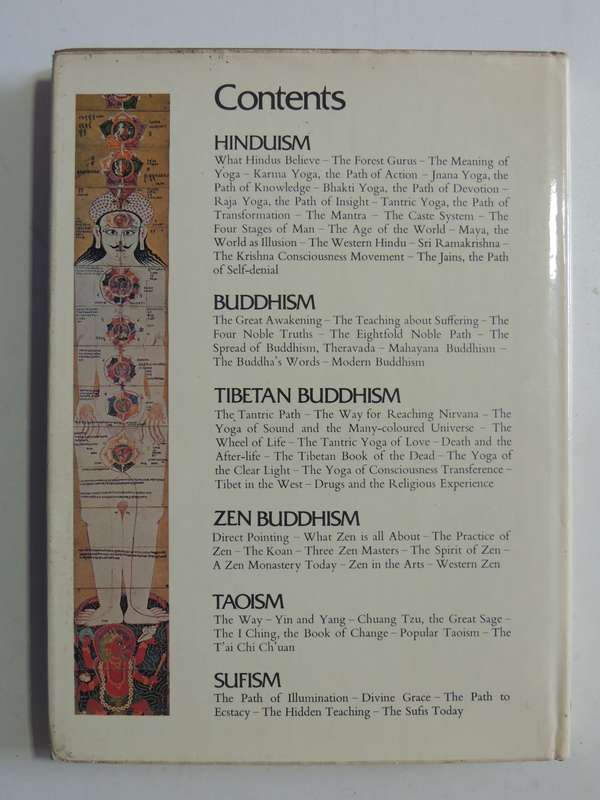 Contents
HINDUISM
What Hindus Believe – The Forest Gurus – The Meaning of
Yoga – Karma Yoga, the Path of Action – Jnana Yoga, the
Path of Knowledge – Bhakti Yoga, the Path of Devotion –
Raja Yoga, the Path of Insight – Tantric Yoga, the Path of
Transformation – The Mantra – The Caste System – The
Four Stages of Man – The Age of the World – Maya, the
World as Illusion – The Western Hindu – Sri Ramakrishna –
The Krishna Consciousness Movement – The Jains, the Path
of Self-denial
BUDDHISM
The Great Awakening – The Teaching about Suffering – The
Four Noble Truths – The Eightfold Noble Path – The
Spread of Buddhism, Theravada – Mahayana Buddhism –
The Buddha's Words – Modern Buddhism
TIBETAN BUDDHISM
The Tantric Path – The Way for Reaching Nirvana – The
Yoga of Sound and the Many-coloured Universe – The
Wheel of Life – The Tantric Yoga of Love – Death and the
After-life – The Tibetan Book of the Dead – The Yoga of
the Clear Light – The Yoga of Consciousness Transference –
Tibet in the West – Drugs and the Religious Experience
ZEN BUDDHISM
Direct Pointing – What Zen is all About – The Practice of
Zen – The Koan – Three Zen Masters – The Spirit of Zen –
A Zen Monastery Today – Zen in the Arts – Western Zen
TAOISM
The Way – Yin and Yang – Chuang Tzu, the Great Sage –
The I Ching, the Book of Change – Popular Taoism – The
T'ai Chi Ch'uan
SUFISM
The Path of Illumination – Divine Grace – The Path to
Ecstacy – The Hidden Teaching – The Sufis Today